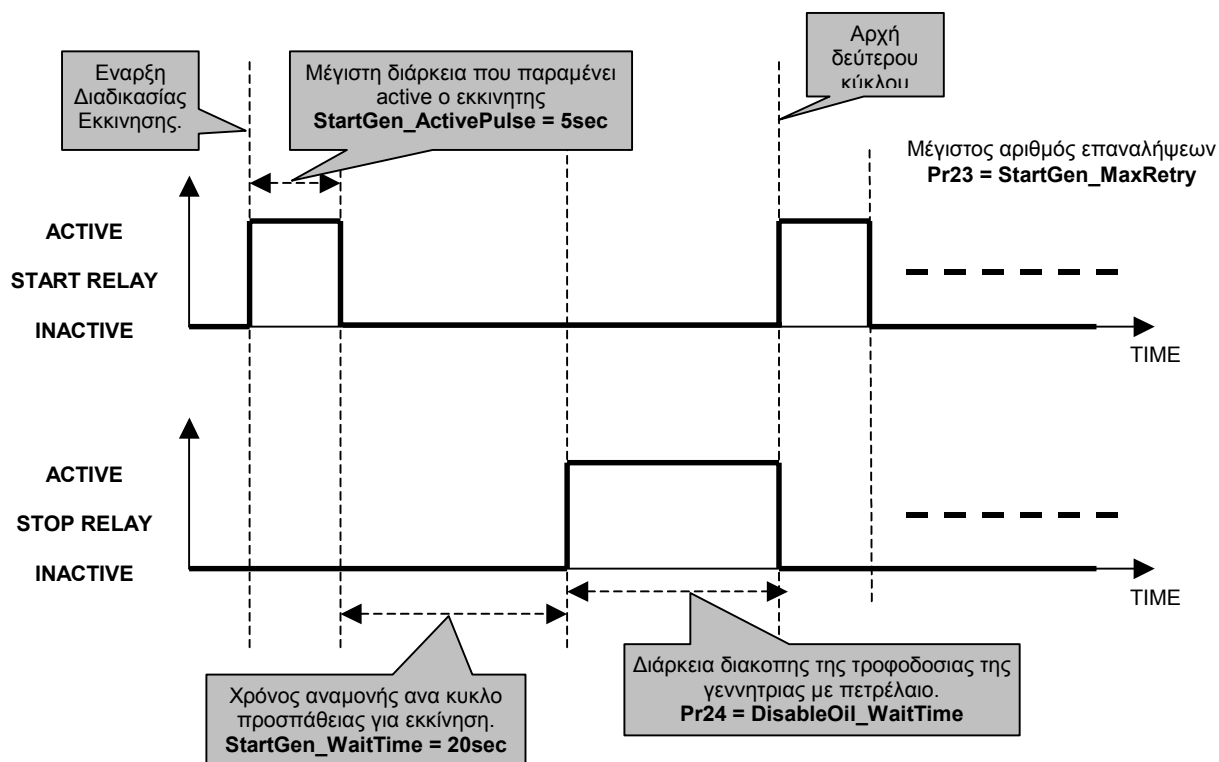 Εναρξη
Διαδικασίας
Εκκινησης.
Μέγιστη διάρκεια που παραμένει
active ο εκκινητης
StartGen_ActivePulse = 5sec
Αρχή
δεύτερου
κύκλου
Μέγιστος αριθμός επαναλήψεων
Pr23 = StartGen_MaxRetry
ACTIVE
START RELAY
INACTIVE
TIME
ACTIVE
STOP RELAY
INACTIVE
TIME
Χρόνος αναμονής ανα κυκλο
προσπάθειας για εκκίνηση.
StartGen_WaitTime = 20sec
Διάρκεια διακοπης της τροφοδοσιας της
γεννητριας με πετρέλαιο.
Pr24 = DisableOil_WaitTime